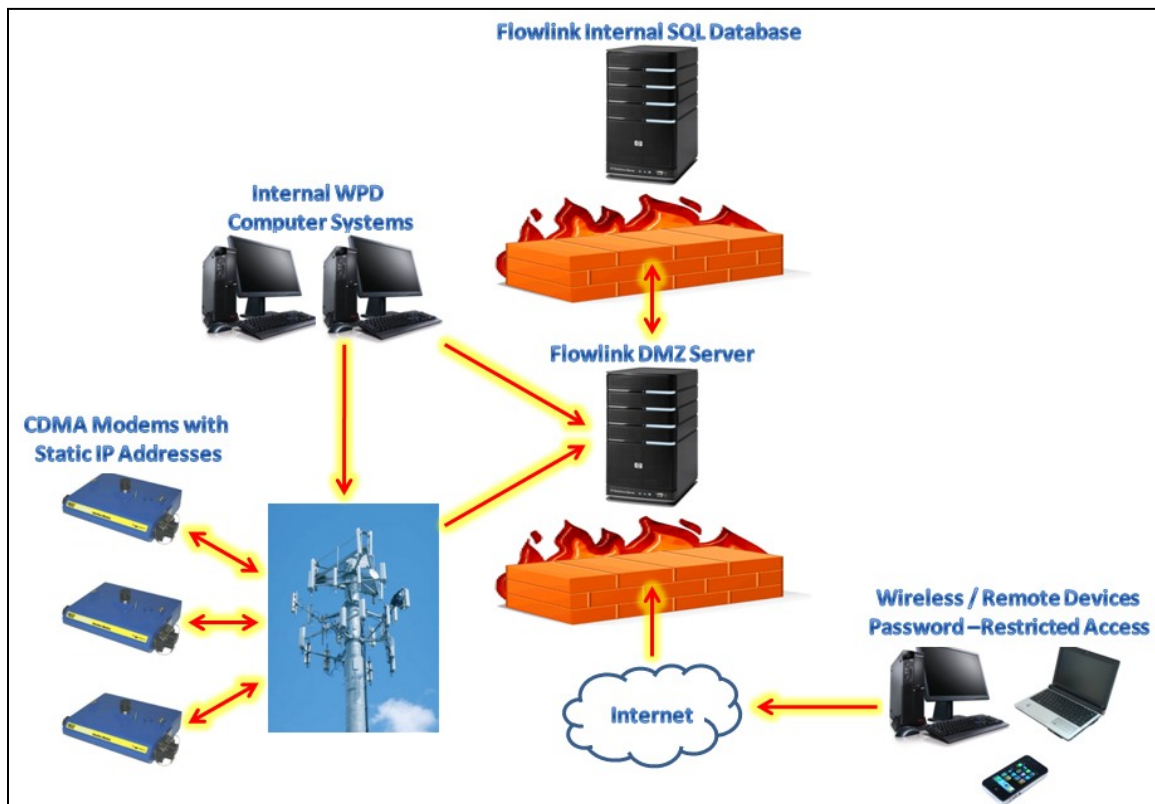 Flowlink Internal SQL Database
Internal WPD
Computer Systems
Flowlink DMZ Server
CDMA Modems with
Static IP Addresses
Wireless / Remote Devices
Password –Restricted Access
Internet